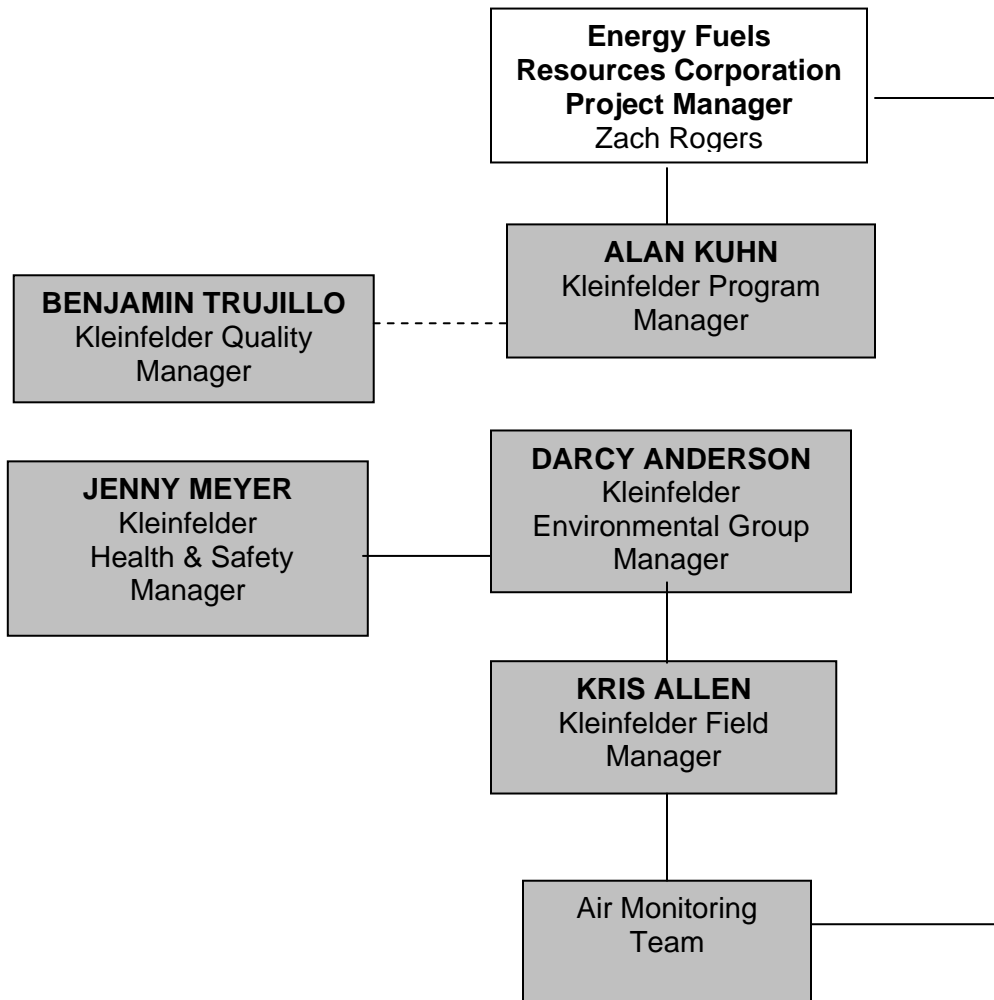 Energy Fuels
Resources Corporation
Project Manager
Zach Rogers
ALAN KUHN
Kleinfelder Program
Manager
BENJAMIN TRUJILLO
Kleinfelder Quality
Manager
DARCY ANDERSON
Kleinfelder
Environmental Group
Manager
JENNY MEYER
Kleinfelder
Health & Safety
Manager
KRIS ALLEN
Kleinfelder Field
Manager
Air Monitoring
Team